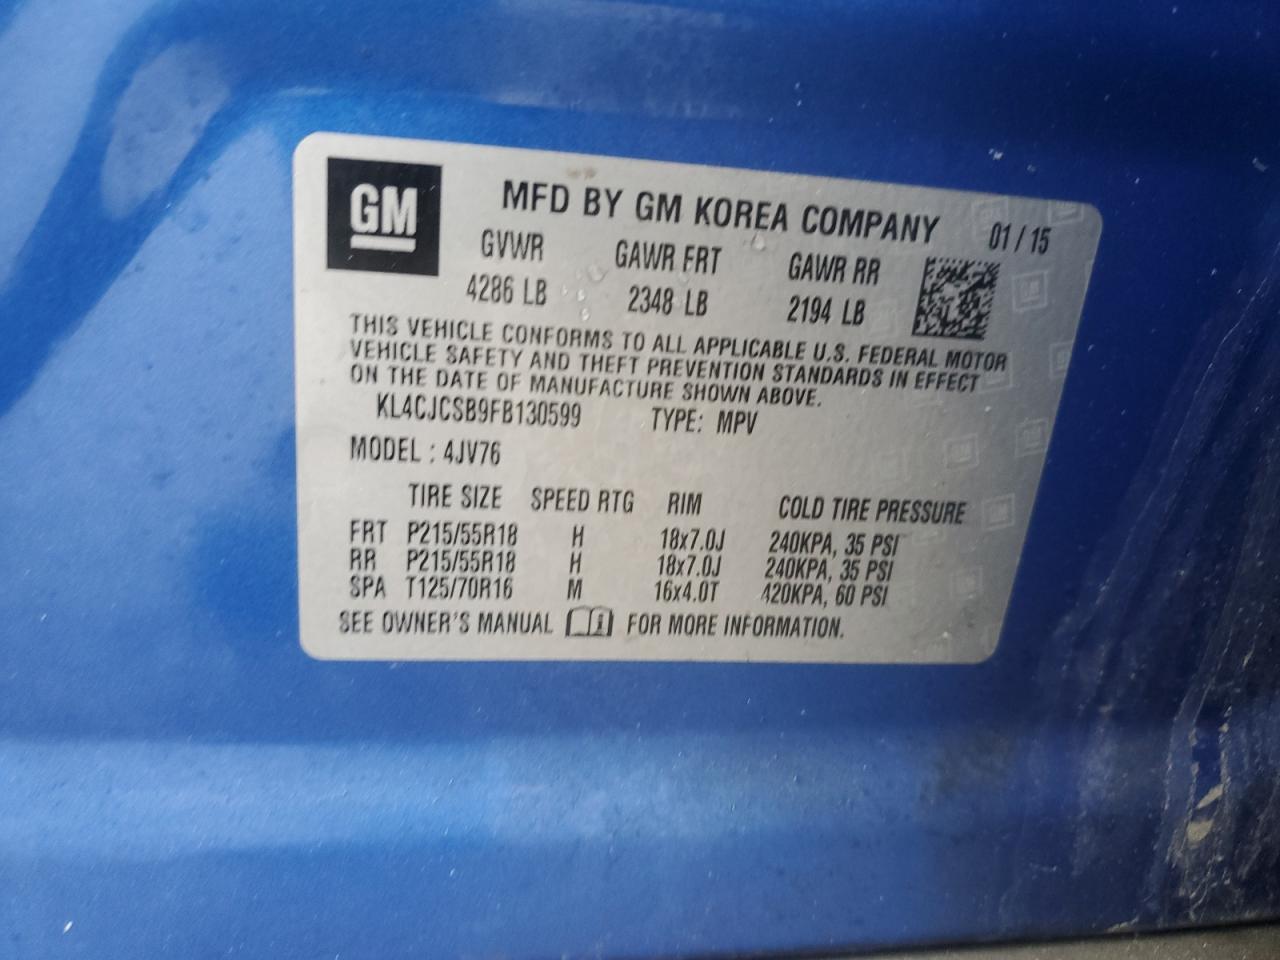 GM
MFD BY GM KOREA COMPANY 01/15
GVWR GAWR FRT GAWR RR
4286 LB 2348 LB 2194 LB
THIS VEHICLE CONFORMS TO ALL APPLICABLE U.S. FEDERAL MOTOR
VEHICLE SAFETY AND THEFT PREVENTION STANDARDS IN EFFECT
ON THE DATE OF MANUFACTURE SHOWN ABOVE.
KL4CJCSB9FB130599 TYPE: MPV
MODEL : 4JV76
TIRE SIZE SPEED RTG RIM COLD TIRE PRESSURE
FRT P215/55R18 H 18x7.0J 240KPA, 35 PSI
RR P215/55R18 H 18x7.0J 240KPA, 35 PSI
SPA T125/70R16 M 16x4.0T 420KPA, 60 PSI
SEE OWNER'S MANUAL i FOR MORE INFORMATION.